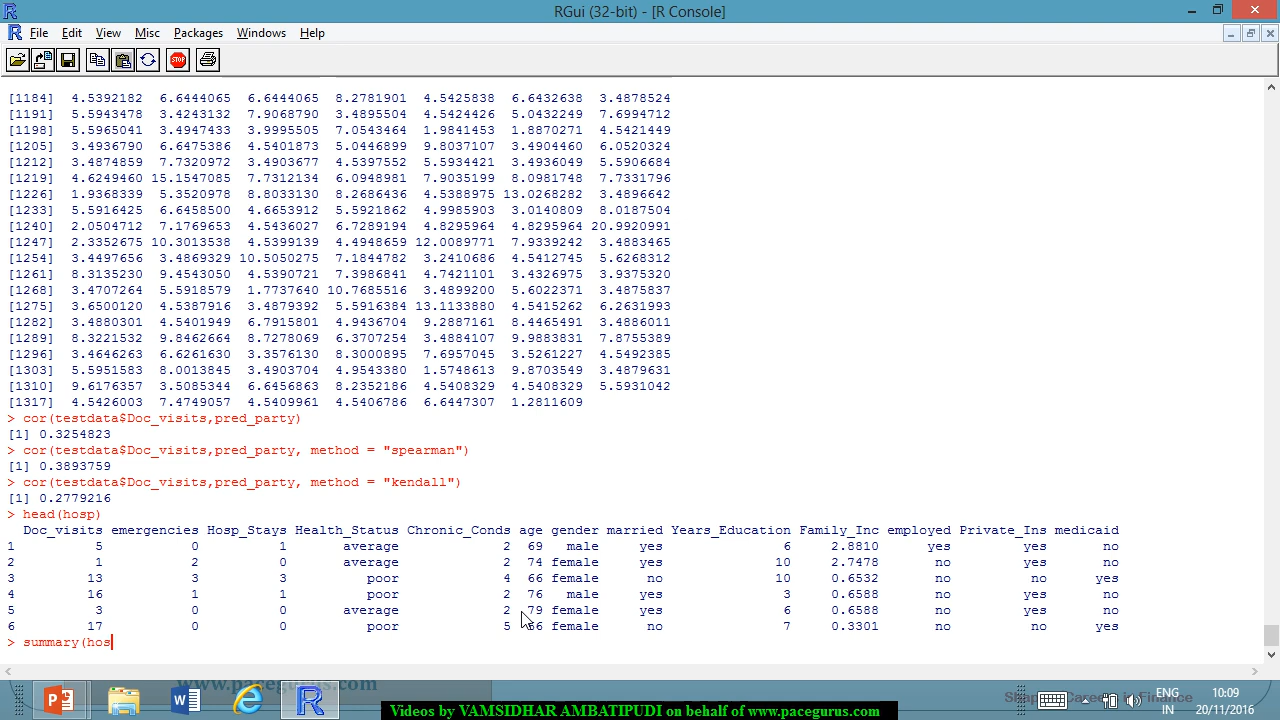 RGui (32-bit) - [R Console]
File Edit View Misc Packages Windows Help
STOP
[1184] 4.5392182 6.6444065 6.6444065 8.2781901 4.5425838 6.6432638 3.4878524
[1191] 5.5943478 3.4243132 7.9068790 3.4895504 4.5424426 5.0432249 7.6994712
[1198] 5.5965041 3.4947433 3.9995505 7.0543464 1.9841453 1.8870271 4.5421449
[1205] 3.4936790 6.6475386 4.5401873 5.0446899 9.8037107 3.4904460 6.0520324
[1212] 3.4874859 7.7320972 3.4903677 4.5397552 5.5934421 3.4936049 5.5906684
[1219] 4.6249460 15.1547085 7.7312134 6.0948981 7.9035199 8.0981748 7.7331796
[1226] 1.9368339 5.3520978 8.8033130 8.2686436 4.5388975 13.0268282 3.4896642
[1233] 5.5916425 6.6458500 4.6653912 5.5921862 4.9985903 3.0140809 8.0187504
[1240] 2.0504712 7.1769653 4.5436027 6.7289194 4.8295964 4.8295964 20.9920991
[1247] 2.3352675 10.3013538 4.5399139 4.4948659 12.0089771 7.9339242 3.4883465
[1254] 3.4497656 3.4869329 10.5050275 7.1844782 3.2410686 4.5412745 5.6268312
[1261] 8.3135230 9.4543050 4.5390721 7.3986841 4.7421101 3.4326975 3.9375320
[1268] 3.4707264 5.5918579 1.7737640 10.7685516 3.4899200 5.6022371 3.4875837
[1275] 3.6500120 4.5387916 3.4879392 5.5916384 13.1133880 4.5415262 6.2631993
[1282] 3.4880301 4.5401949 6.7915801 4.9436704 9.2887161 8.4465491 3.4886011
[1289] 8.3221532 9.8462664 8.7278069 6.3707254 3.4884107 9.9883831 7.8755389
[1296] 3.4646263 6.6261630 3.3576130 8.3000895 7.6957045 3.5261227 4.5492385
[1303] 5.5951583 8.0013845 3.4903704 4.9543380 1.5748613 9.8703549 3.4879631
[1310] 9.6176357 3.5085344 6.6456863 8.2352186 4.5408329 4.5408329 5.5931042
[1317] 4.5426003 7.4749057 4.5409961 4.5406786 6.6447307 1.2811609
> cor(testdata$Doc_visits,pred_party)
[1] 0.3254823
> cor(testdata$Doc_visits,pred_party, method = "spearman")
[1] 0.3893759
> cor(testdata$Doc_visits,pred_party, method = "kendall")
[1] 0.2779216
> head(hosp)
Doc_visits emergencies Hosp_Stays Health_Status Chronic_Conds age gender married Years_Education Family_Inc employed Private_Ins medicaid
1 5 0 1 average 2 69 male yes 6 2.8810 yes yes no
2 1 2 0 average 2 74 female yes 10 2.7478 no yes no
3 13 3 3 poor 4 66 female no 10 0.6532 no no yes
4 16 1 1 poor 2 76 male yes 3 0.6588 no yes no
5 3 0 0 average 2 79 female yes 6 0.6588 no yes no
6 17 0 0 poor 5 66 female no 7 0.3301 no no yes
> summary(hos
www.pacegurus.com
ENG 10:09
IN 20/11/2016
Videos by VAMSIDHAR AMBATIPUDI on behalf of www.pacegurus.com